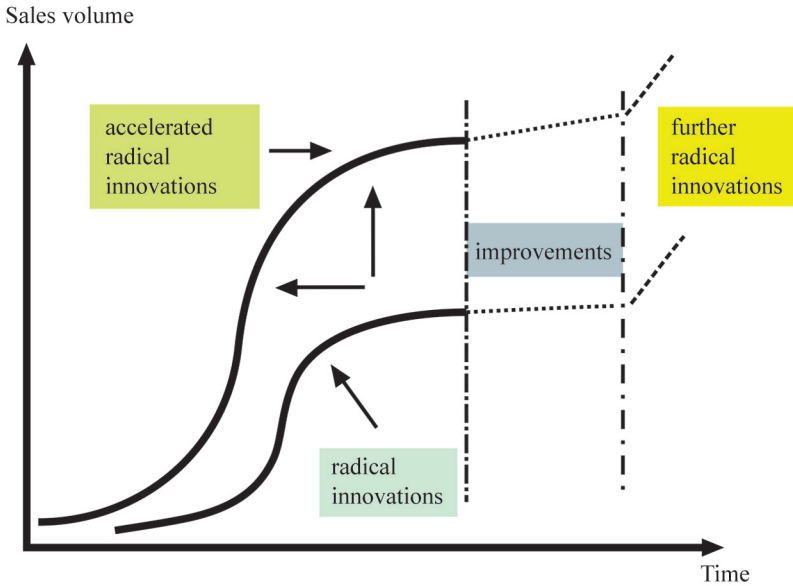 Sales volume
accelerated
radical
innovations
further
radical
innovations
improvements
radical
innovations
Time